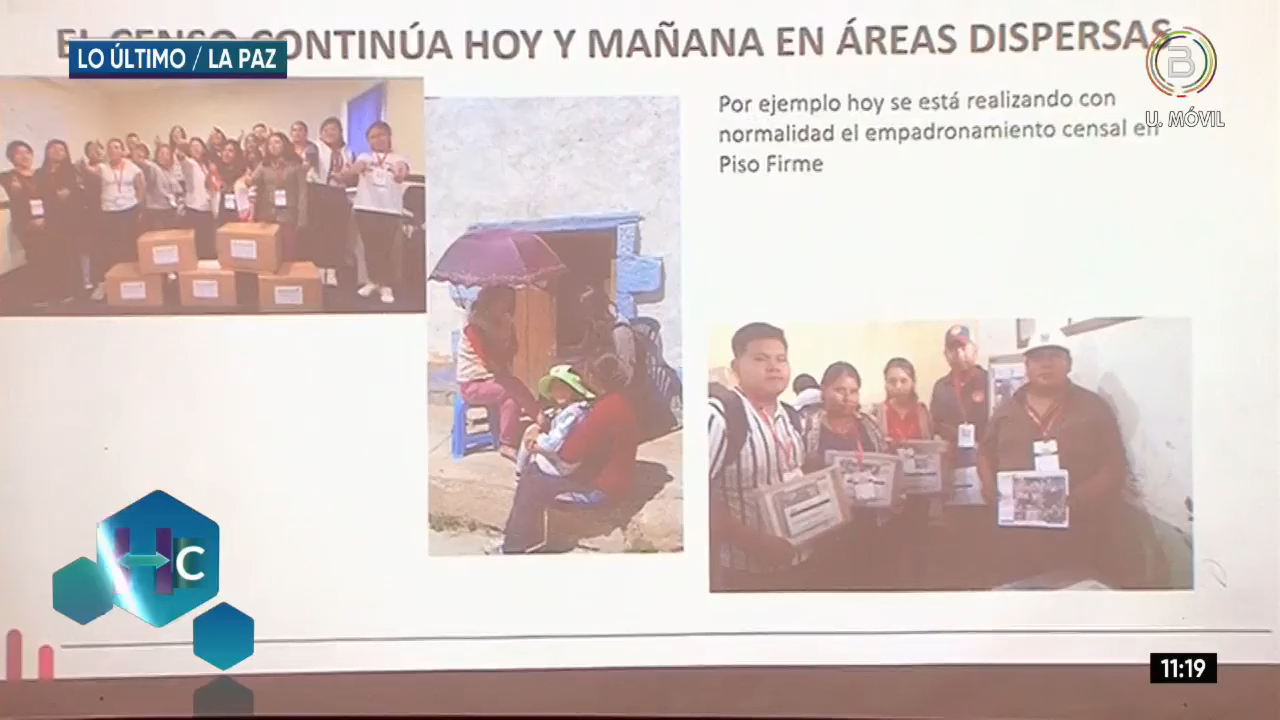 EL CENSO CONTINÚA HOY Y MAÑANA EN ÁREAS DISPERSAS
LO ÚLTIMO / LA PAZ
B
U. MÓVIL
Por ejemplo hoy se está realizando con
normalidad el empadronamiento censal en
Piso Firme
HC
11:19